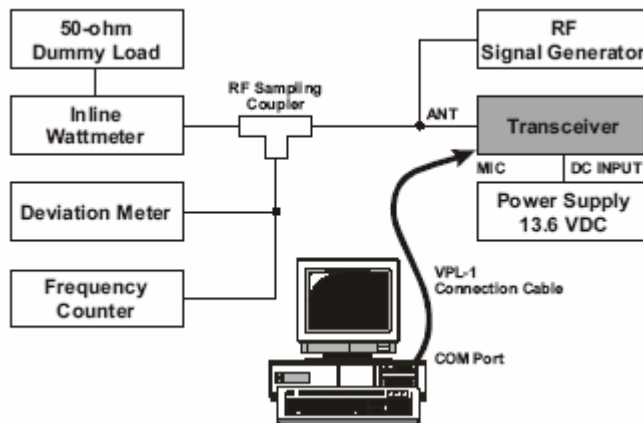 50-ohm
Dummy Load
RF
Signal Generator
RF Sampling
Coupler
Inline
Wattmeter
ANT
Transceiver
MIC
DC INPUT
Deviation Meter
Power Supply
13.6 VDC
Frequency
Counter
VPL-1
Connection Cable
COM Port